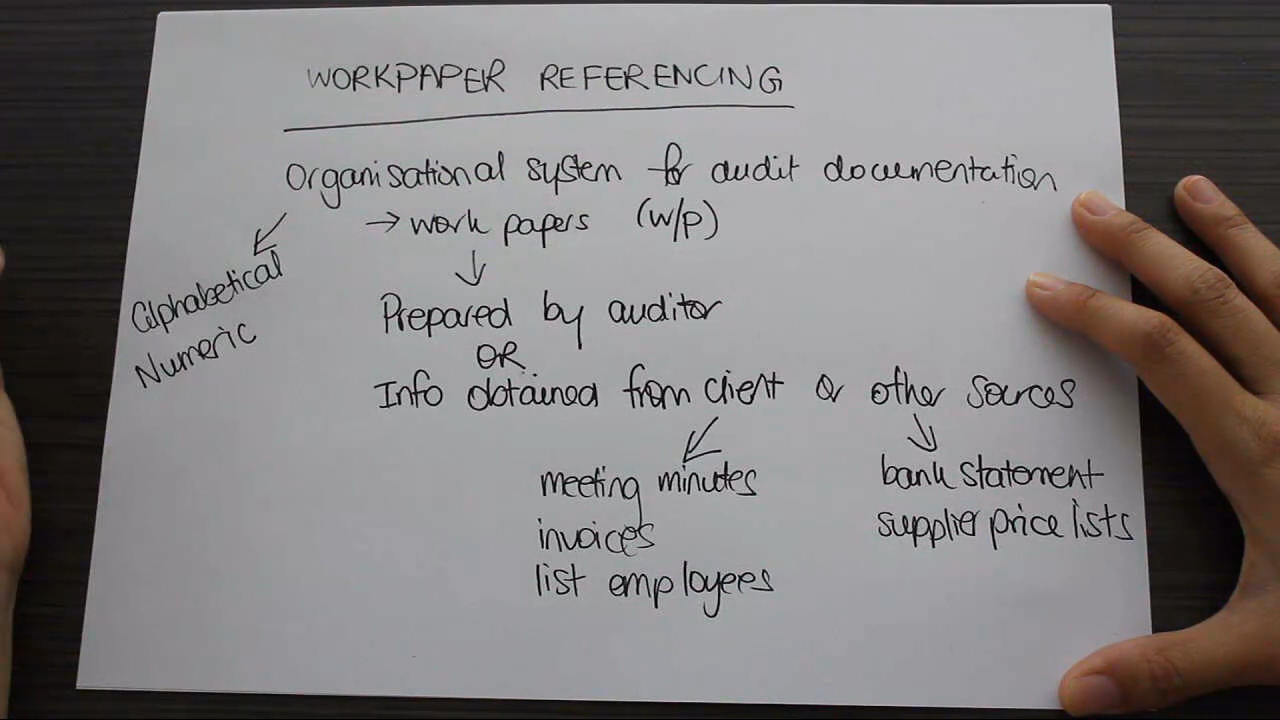 WORKPAPER REFERENCING
Organisational system for audit documentation
→ work papers (w/p)
Alphabetical
Numeric
Prepared by auditor
OR
Info obtained from client or other sources
meeting minutes
invoices
list employees
bank statement
supplier price lists